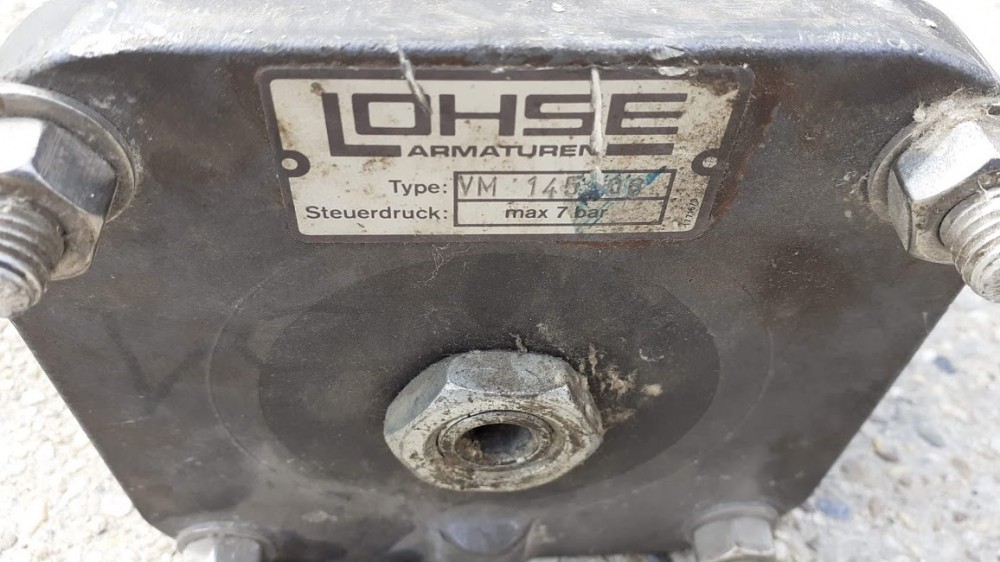 LOHSE
ARMATUREN
Type: VM 145
Steuerdruck: max 7 bar